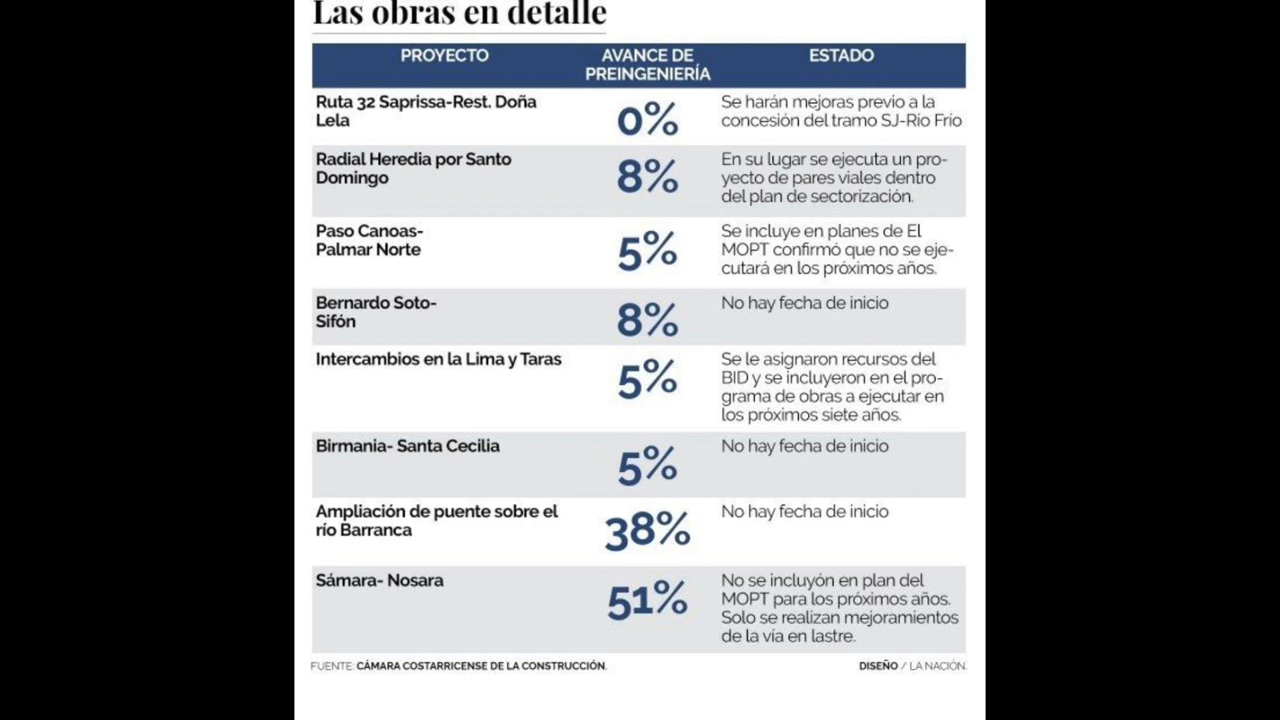 Las obras en detalle
PROYECTO
AVANCE DE
PREINGENIERÍA
ESTADO
Ruta 32 Saprissa-Rest. Doña
Lela
0%
Se harán mejoras previo a la
concesión del tramo SJ-Río Frío
Radial Heredia por Santo
Domingo
8%
En su lugar se ejecuta un pro-
yecto de pares viales dentro
del plan de sectorización.
Paso Canoas-
Palmar Norte
5%
Se incluye en planes de El
MOPT confirmó que no se eje-
cutará en los próximos años.
Bernardo Soto-
Sifón
8%
No hay fecha de inicio
Intercambios en la Lima y Taras
5%
Se le asignaron recursos del
BID y se incluyeron en el pro-
grama de obras a ejecutar en
los próximos siete años.
Birmania- Santa Cecilia
5%
No hay fecha de inicio
Ampliación de puente sobre el
río Barranca
38%
No hay fecha de inicio
Sámara- Nosara
51%
No se incluyón en plan del
MOPT para los próximos años.
Solo se realizan mejoramientos
de la vía en lastre.
FUENTE: CÁMARA COSTARRICENSE DE LA CONSTRUCCIÓN.
DISEÑO / LA NACIÓN.